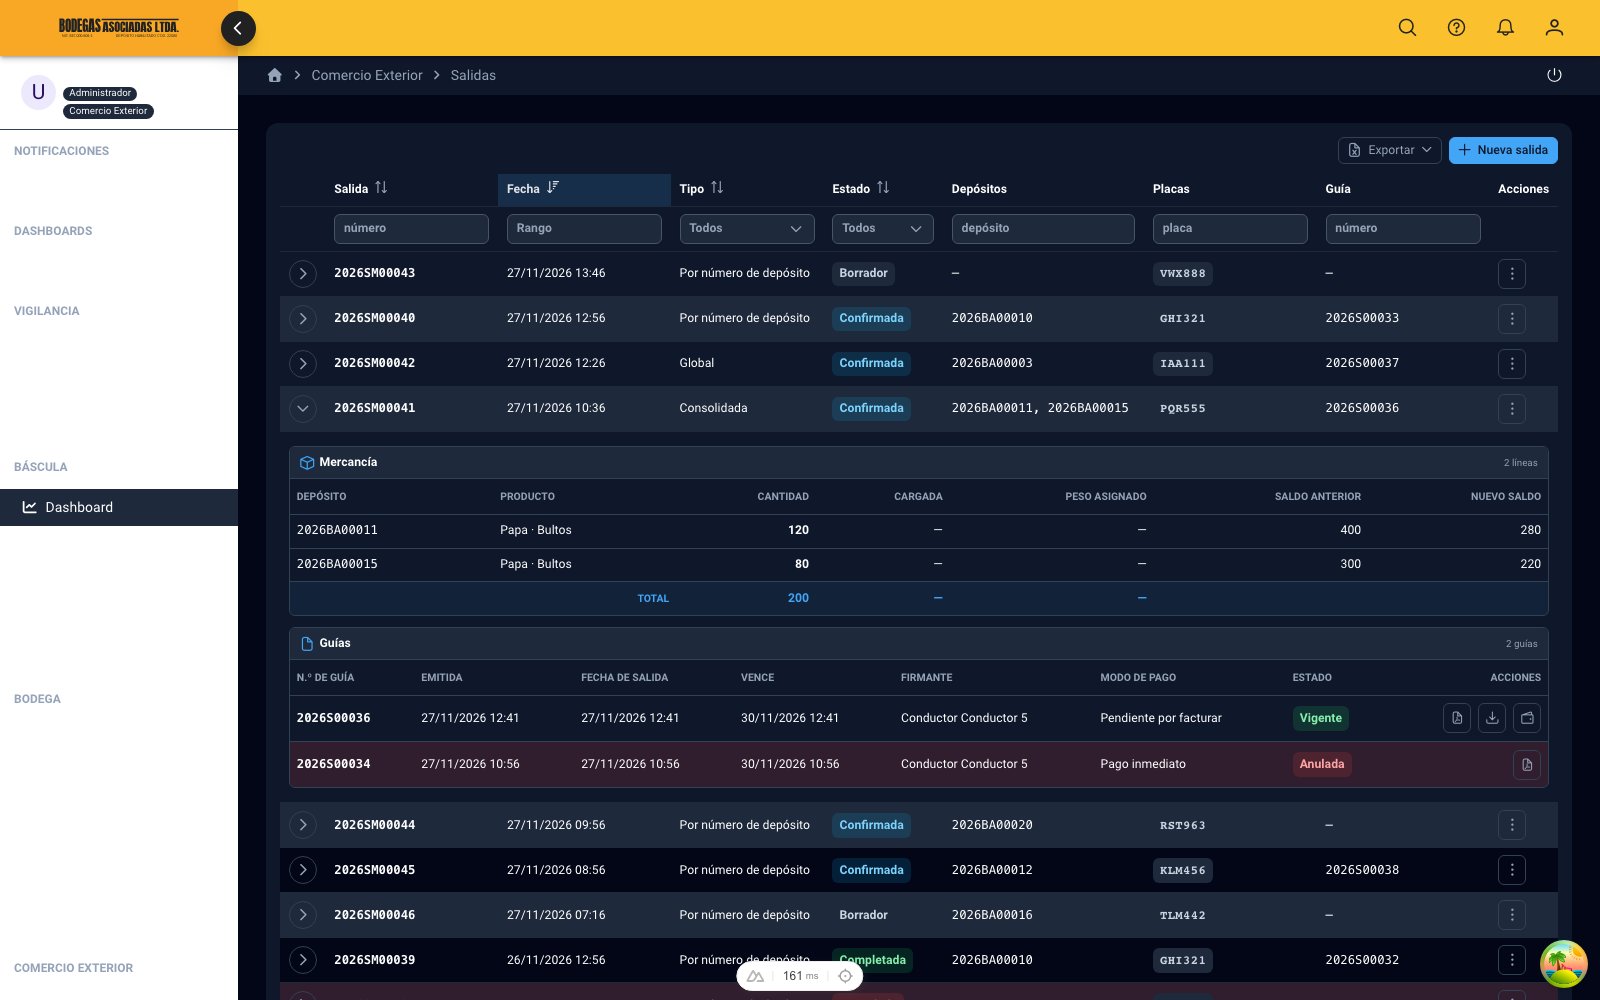 BODEGAS ASOCIADAS LTDA.
Comercio Exterior
Salidas
U
Administrador
Comercio Exterior
NOTIFICACIONES
DASHBOARDS
VIGILANCIA
BÁSCULA
Dashboard
BODEGA
COMERCIO EXTERIOR
Exportar
Nueva salida
Salida Fecha Tipo Estado Depósitos Placas Guía Acciones
número Rango Todos Todos depósito placa número
2026SM00043 27/11/2026 13:46 Por número de depósito Borrador — VWX888 —
2026SM00040 27/11/2026 12:56 Por número de depósito Confirmada 2026BA00010 GHI321 2026S00033
2026SM00042 27/11/2026 12:26 Global Confirmada 2026BA00003 IAA111 2026S00037
2026SM00041 27/11/2026 10:36 Consolidada Confirmada 2026BA00011, 2026BA00015 PQR555 2026S00036
Mercancía 2 líneas
DEPÓSITO PRODUCTO CANTIDAD CARGADA PESO ASIGNADO SALDO ANTERIOR NUEVO SALDO
2026BA00011 Papa · Bultos 120 — — 400 280
2026BA00015 Papa · Bultos 80 — — 300 220
TOTAL 200 — —
Guías 2 guías
N.º DE GUÍA EMITIDA FECHA DE SALIDA VENCE FIRMANTE MODO DE PAGO ESTADO ACCIONES
2026S00036 27/11/2026 12:41 27/11/2026 12:41 30/11/2026 12:41 Conductor Conductor 5 Pendiente por facturar Vigente
2026S00034 27/11/2026 10:56 27/11/2026 10:56 30/11/2026 10:56 Conductor Conductor 5 Pago inmediato Anulada
2026SM00044 27/11/2026 09:56 Por número de depósito Confirmada 2026BA00020 RST963 —
2026SM00045 27/11/2026 08:56 Por número de depósito Confirmada 2026BA00012 KLM456 2026S00038
2026SM00046 27/11/2026 07:16 Por número de depósito Borrador 2026BA00016 TLM442 —
2026SM00039 26/11/2026 12:56 Por número de depósito Completada 2026BA00010 GHI321 2026S00032
161 ms